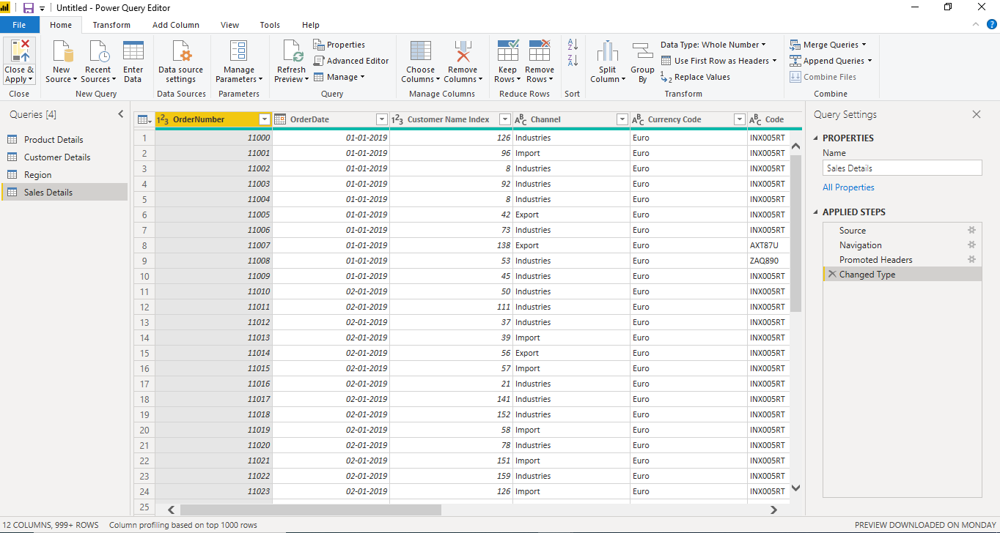 Untitled - Power Query Editor
File Home Transform Add Column View Tools Help
Close & Apply
New Source Recent Sources Enter Data
Data source settings
Manage Parameters
Refresh Preview
Properties
Advanced Editor
Manage
Choose Columns Remove Columns
Keep Rows Remove Rows
Split Column Group By
Data Type: Whole Number
Use First Row as Headers
Replace Values
Merge Queries
Append Queries
Combine Files
Close New Query Data Sources Parameters Query Manage Columns Reduce Rows Sort Transform Combine
Queries [4]
Product Details
Customer Details
Region
Sales Details
OrderNumber OrderDate Customer Name Index Channel Currency Code Code
1 11000 01-01-2019 126 Industries Euro INX005RT
2 11001 01-01-2019 96 Import Euro INX005RT
3 11002 01-01-2019 8 Industries Euro INX005RT
4 11003 01-01-2019 92 Industries Euro INX005RT
5 11004 01-01-2019 8 Industries Euro INX005RT
6 11005 01-01-2019 42 Export Euro INX005RT
7 11006 01-01-2019 73 Industries Euro INX005RT
8 11007 01-01-2019 138 Export Euro AXT87U
9 11008 01-01-2019 53 Industries Euro ZAQ890
10 11009 01-01-2019 45 Industries Euro INX005RT
11 11010 02-01-2019 50 Industries Euro INX005RT
12 11011 02-01-2019 111 Industries Euro INX005RT
13 11012 02-01-2019 37 Industries Euro INX005RT
14 11013 02-01-2019 39 Import Euro INX005RT
15 11014 02-01-2019 56 Export Euro INX005RT
16 11015 02-01-2019 57 Import Euro INX005RT
17 11016 02-01-2019 21 Industries Euro INX005RT
18 11017 02-01-2019 141 Industries Euro INX005RT
19 11018 02-01-2019 152 Industries Euro INX005RT
20 11019 02-01-2019 58 Import Euro INX005RT
21 11020 02-01-2019 78 Industries Euro INX005RT
22 11021 02-01-2019 151 Import Euro INX005RT
23 11022 02-01-2019 159 Industries Euro INX005RT
24 11023 02-01-2019 126 Import Euro INX005RT
25
Query Settings
PROPERTIES
Name
Sales Details
All Properties
APPLIED STEPS
Source
Navigation
Promoted Headers
Changed Type
12 COLUMNS, 999+ ROWS Column profiling based on top 1000 rows PREVIEW DOWNLOADED ON MONDAY